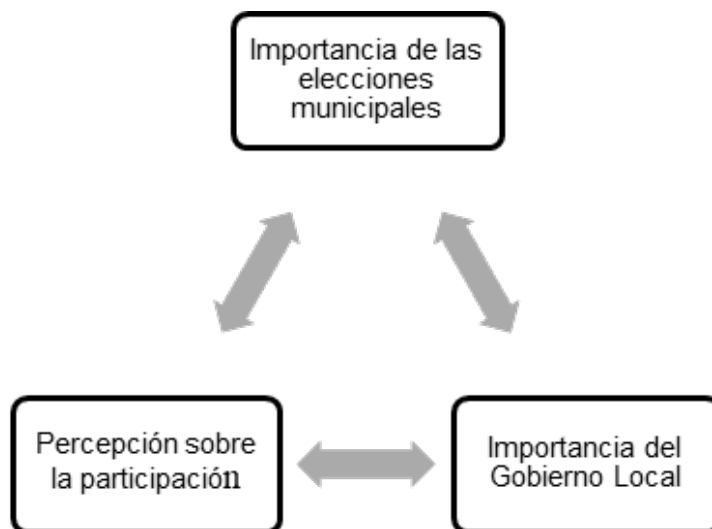 Importancia de las
elecciones
municipales
Percepción sobre
la participación
Importancia del
Gobierno Local